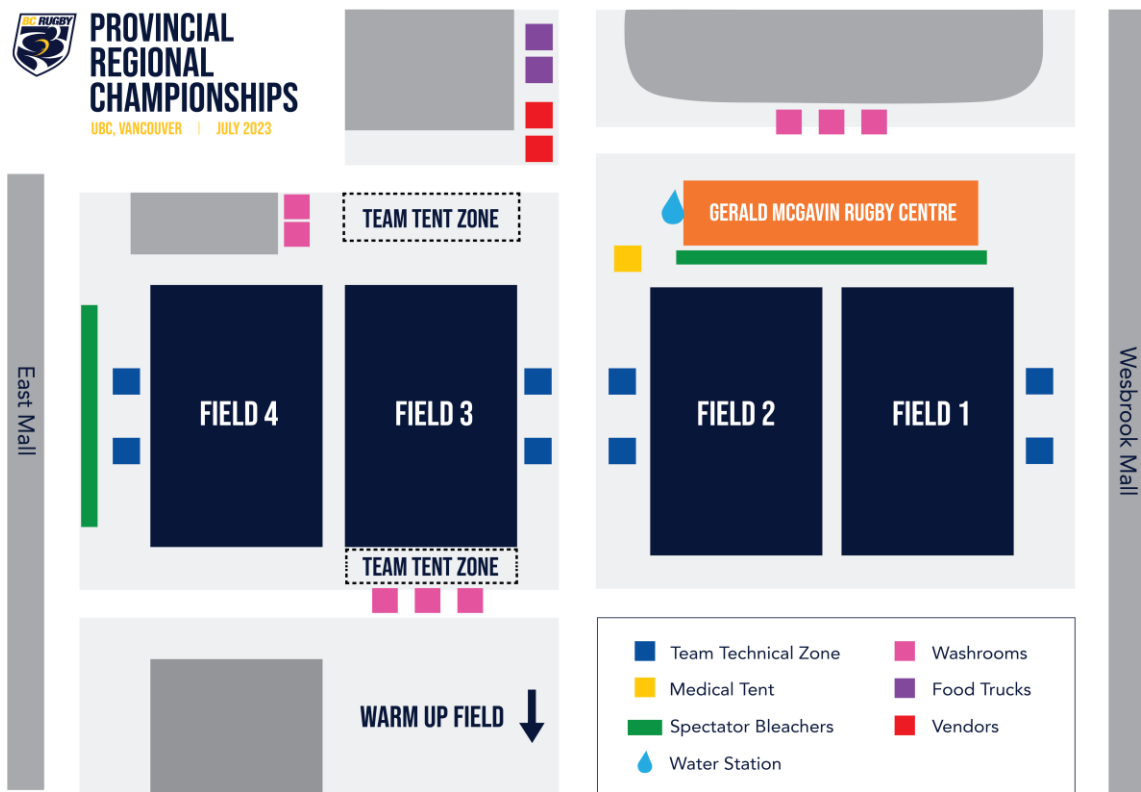 BC RUGBY
PROVINCIAL
REGIONAL
CHAMPIONSHIPS
UBC, VANCOUVER | JULY 2023
TEAM TENT ZONE
GERALD MCGAVIN RUGBY CENTRE
East Mall
FIELD 4
FIELD 3
FIELD 2
FIELD 1
Wesbrook Mall
TEAM TENT ZONE
WARM UP FIELD
Team Technical Zone
Medical Tent
Spectator Bleachers
Water Station
Washrooms
Food Trucks
Vendors